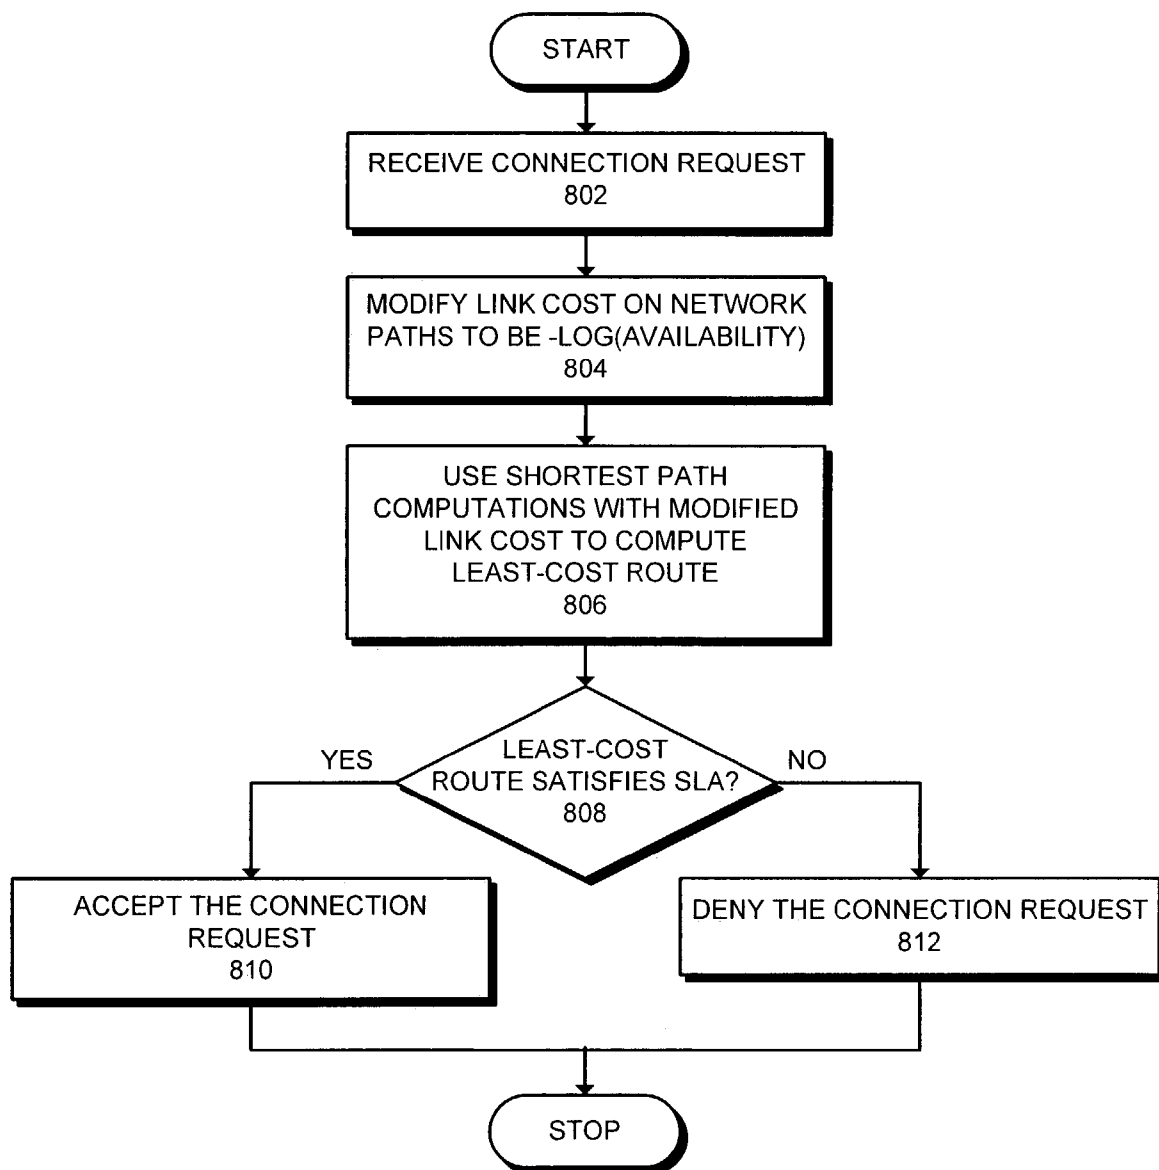 START
RECEIVE CONNECTION REQUEST
802
MODIFY LINK COST ON NETWORK
PATHS TO BE -LOG(AVAILABILITY)
804
USE SHORTEST PATH
COMPUTATIONS WITH MODIFIED
LINK COST TO COMPUTE
LEAST-COST ROUTE
806
LEAST-COST
ROUTE SATISFIES SLA?
808
YES
NO
ACCEPT THE CONNECTION
REQUEST
810
DENY THE CONNECTION REQUEST
812
STOP